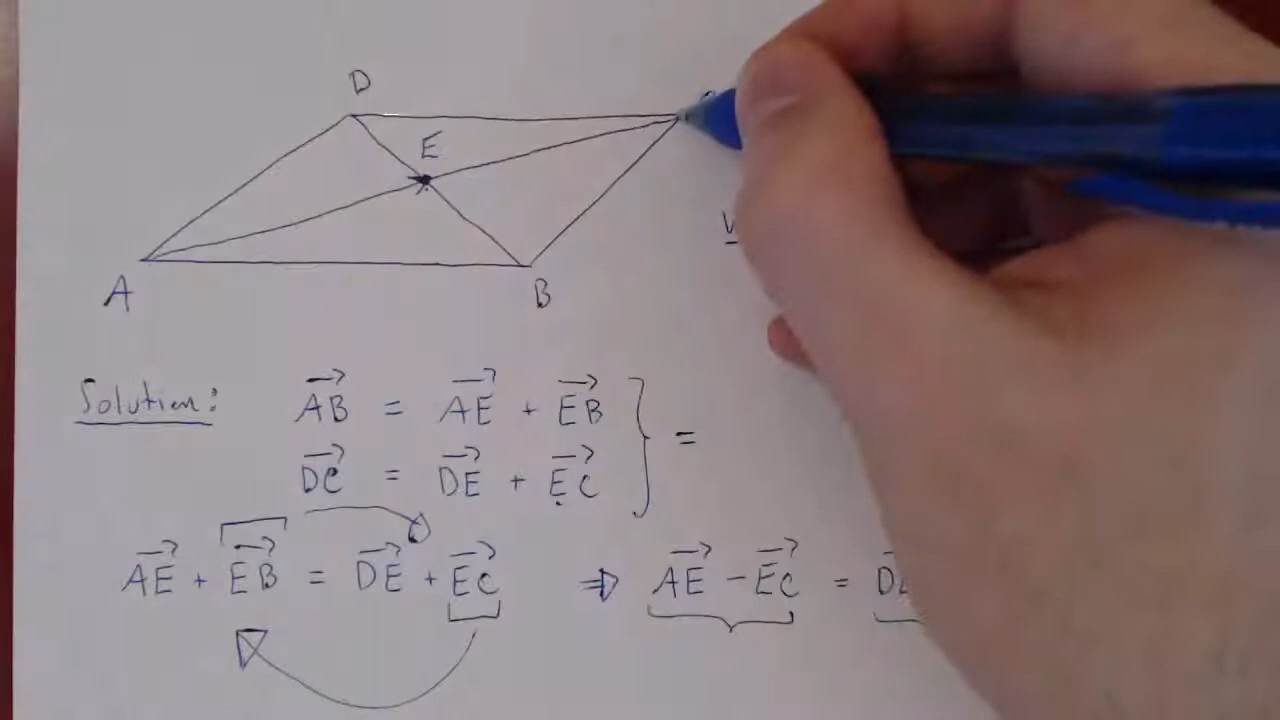 D
E
A
B
Solution: →AB = →AE + →EB
→DC = →DE + →EC } =
→AE + →EB = →DE + →EC ⇒ →AE - →EC =